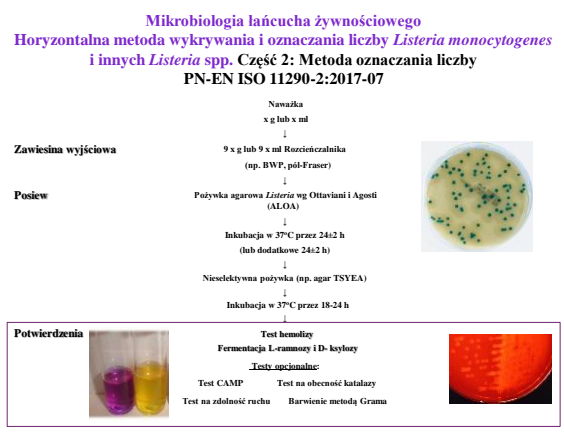 Mikrobiologia łańcucha żywnościowego
Horyzontalna metoda wykrywania i oznaczania liczby Listeria monocytogenes
i innych Listeria spp. Część 2: Metoda oznaczania liczby
PN-EN ISO 11290-2:2017-07
Naważka
x g lub x ml
↓
Zawiesina wyjściowa
9 x g lub 9 x ml Rozcieńczalnika
(np. BWP, pół-Fraser)
↓
Posiew
Pożywka agarowa Listeria wg Ottaviani i Agosti
(ALOA)
↓
Inkubacja w 37ºC przez 24±2 h
(lub dodatkowe 24±2 h)
↓
Nieselektywna pożywka (np. agar TSYEA)
↓
Inkubacja w 37ºC przez 18-24 h
↓
Potwierdzenia
Test hemolizy
Fermentacja L-ramnozy i D- ksylozy
Testy opcjonalne:
Test CAMP Test na obecność katalazy
Test na zdolność ruchu Barwienie metodą Grama